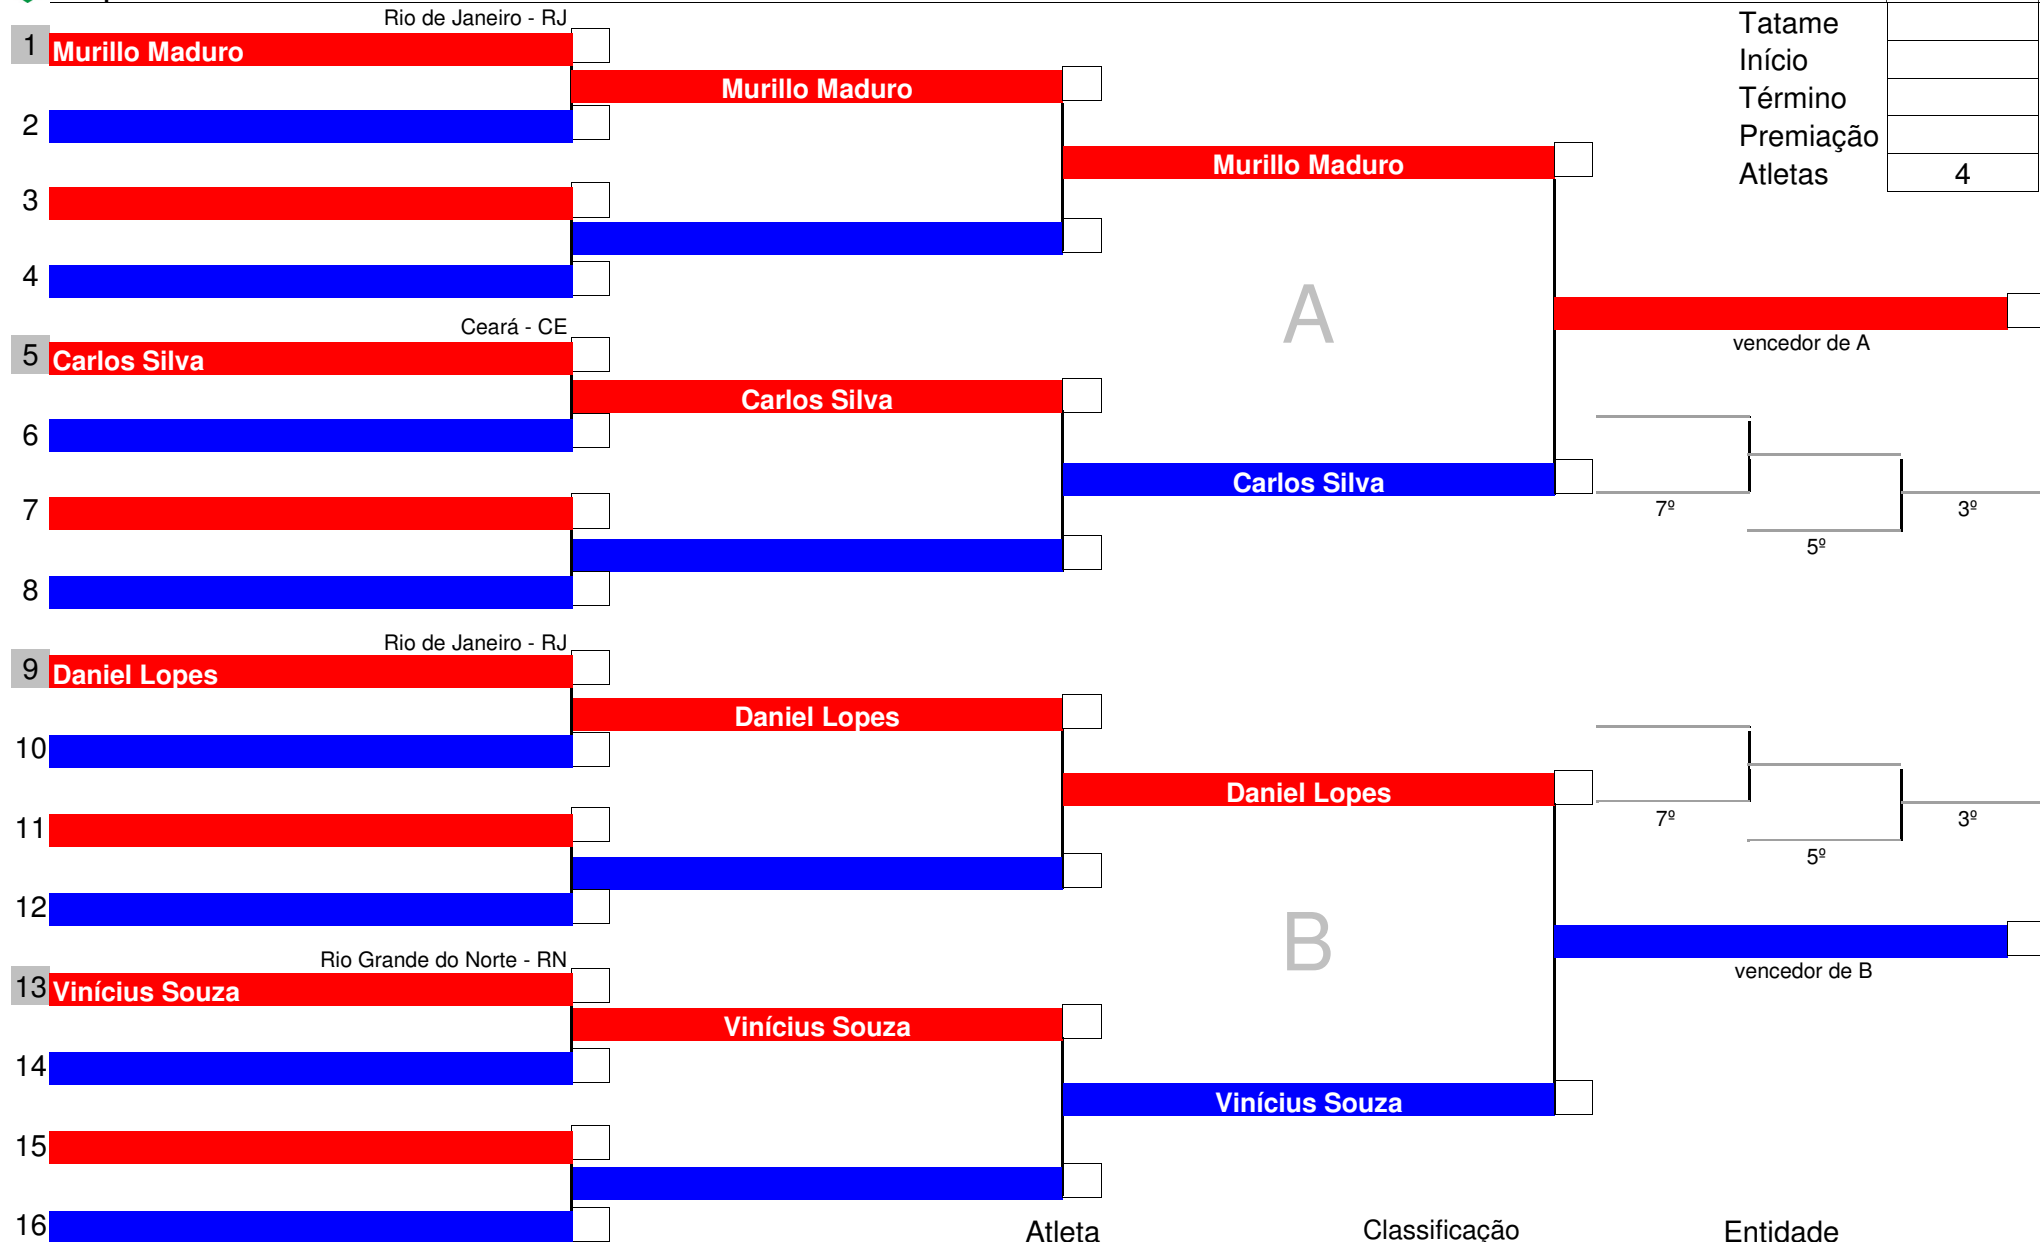 Rio de Janeiro - RJ
1 Murillo Maduro
Murillo Maduro
2
Murillo Maduro
3
4
Tatame
Início
Término
Premiação
Atletas 4
A
vencedor de A
Ceará - CE
5 Carlos Silva
Carlos Silva
6
Carlos Silva
7
8
7º
3º
5º
Rio de Janeiro - RJ
9 Daniel Lopes
Daniel Lopes
10
Daniel Lopes
11
12
7º
3º
5º
B
vencedor de B
Rio Grande do Norte - RN
13 Vinícius Souza
Vinícius Souza
14
Vinícius Souza
15
16
Atleta Classificação Entidade